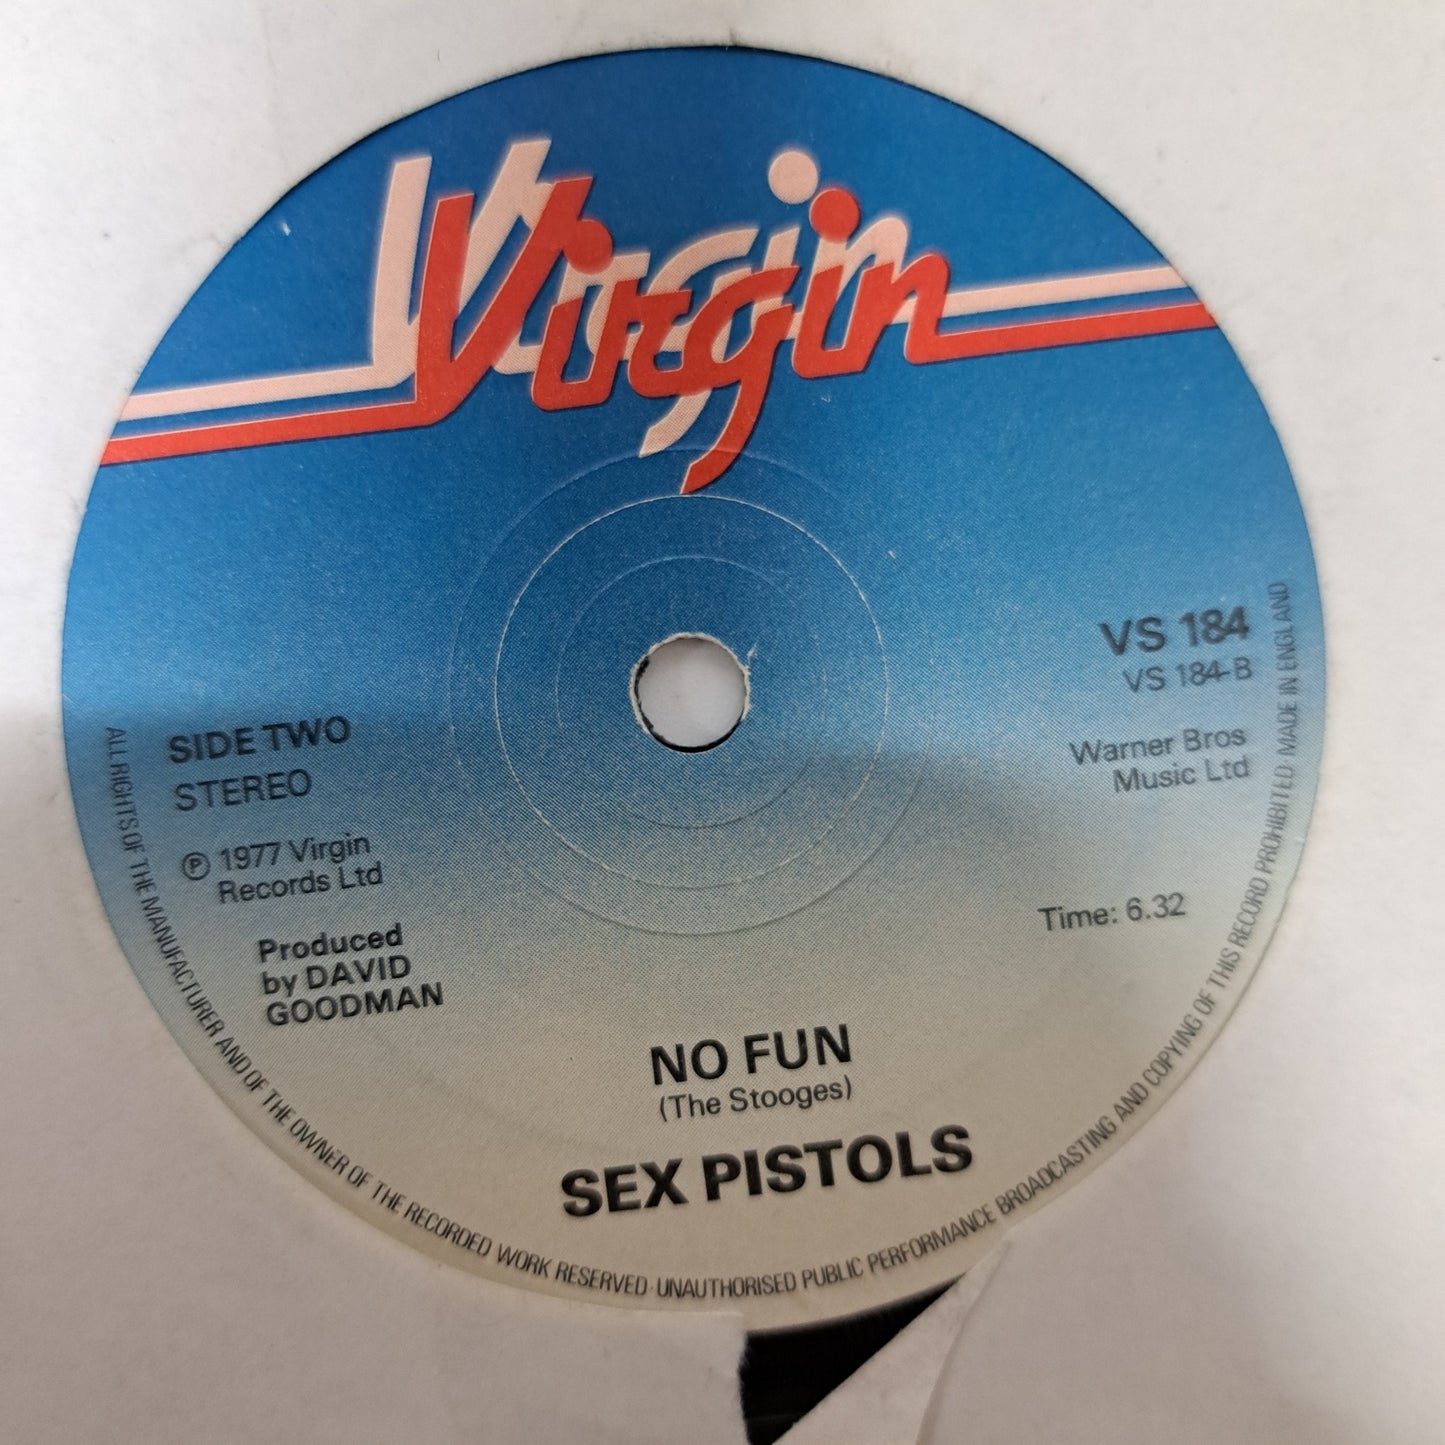 Virgin
VS 184
VS 184-B
SIDE TWO
STEREO
Warner Bros
Music Ltd
℗ 1977 Virgin
Records Ltd
Time: 6.32
Produced
by DAVID
GOODMAN
NO FUN
(The Stooges)
SEX PISTOLS
ALL RIGHTS OF THE MANUFACTURER AND OF THE OWNER OF THE RECORDED WORK RESERVED · UNAUTHORISED PUBLIC PERFORMANCE BROADCASTING AND COPYING OF THIS RECORD PROHIBITED MADE IN ENGLAND